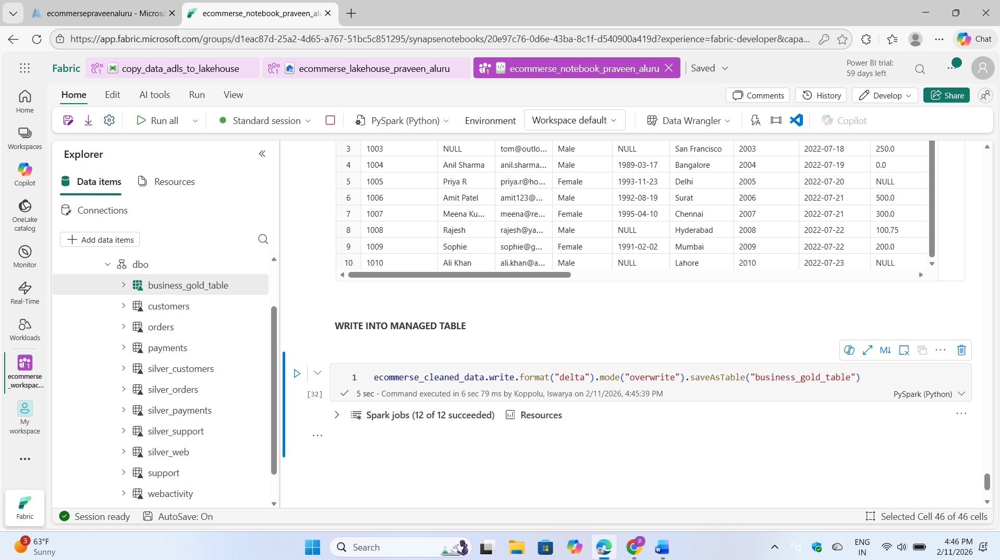 ecommersepraveenaluru - Microso
ecommerse_notebook_praveen_al
https://app.fabric.microsoft.com/groups/d1eac87d-25a2-4d65-a767-51bc5c851295/synapsenotebooks/20e97c76-0d6e-43ba-8c1f-d540900a419d?experience=fabric-developer&capa...
Chat
Fabric
copy_data_adls_to_lakehouse
ecommerse_lakehouse_praveen_aluru
ecommerse_notebook_praveen_aluru
Saved
Power BI trial:
59 days left
Home Edit AI tools Run View
Comments History Develop Share
Run all
Standard session
PySpark (Python)
Environment
Workspace default
Data Wrangler
Copilot
Home
Workspaces
Copilot
OneLake
catalog
Monitor
Real-Time
Workloads
ecommerse
_workspac...
My
workspace
Fabric
Explorer
Data items
Resources
Connections
Add data items
dbo
business_gold_table
customers
orders
payments
silver_customers
silver_orders
silver_payments
silver_support
silver_web
support
webactivity
3 1003 NULL tom@outlo... Male NULL San Francisco 2003 2022-07-18 250.0
4 1004 Anil Sharma anil.sharma... Male 1989-03-17 Bangalore 2004 2022-07-19 0.0
5 1005 Priya R priya.r@ho... Female 1993-11-23 Delhi 2005 2022-07-20 NULL
6 1006 Amit Patel amit123@... Male 1992-08-19 Surat 2006 2022-07-21 500.0
7 1007 Meena Ku... meena@re... Female 1995-04-10 Chennai 2007 2022-07-21 300.0
8 1008 Rajesh rajesh@ya... Male NULL Hyderabad 2008 2022-07-22 100.75
9 1009 Sophie sophie@g... Female 1991-02-02 Mumbai 2009 2022-07-22 200.0
10 1010 Ali Khan ali.khan@a... Male NULL Lahore 2010 2022-07-23 NULL
WRITE INTO MANAGED TABLE
M↓
1 ecommerse_cleaned_data.write.format("delta").mode("overwrite").saveAsTable("business_gold_table")
[32]
5 sec - Command executed in 6 sec 79 ms by Koppolu, Iswarya on 2/11/2026, 4:45:39 PM
PySpark (Python)
Spark jobs (12 of 12 succeeded)
Resources
Session ready
AutoSave: On
Selected Cell 46 of 46 cells
3
63°F
Sunny
Search
P
ENG
IN
4:46 PM
2/11/2026